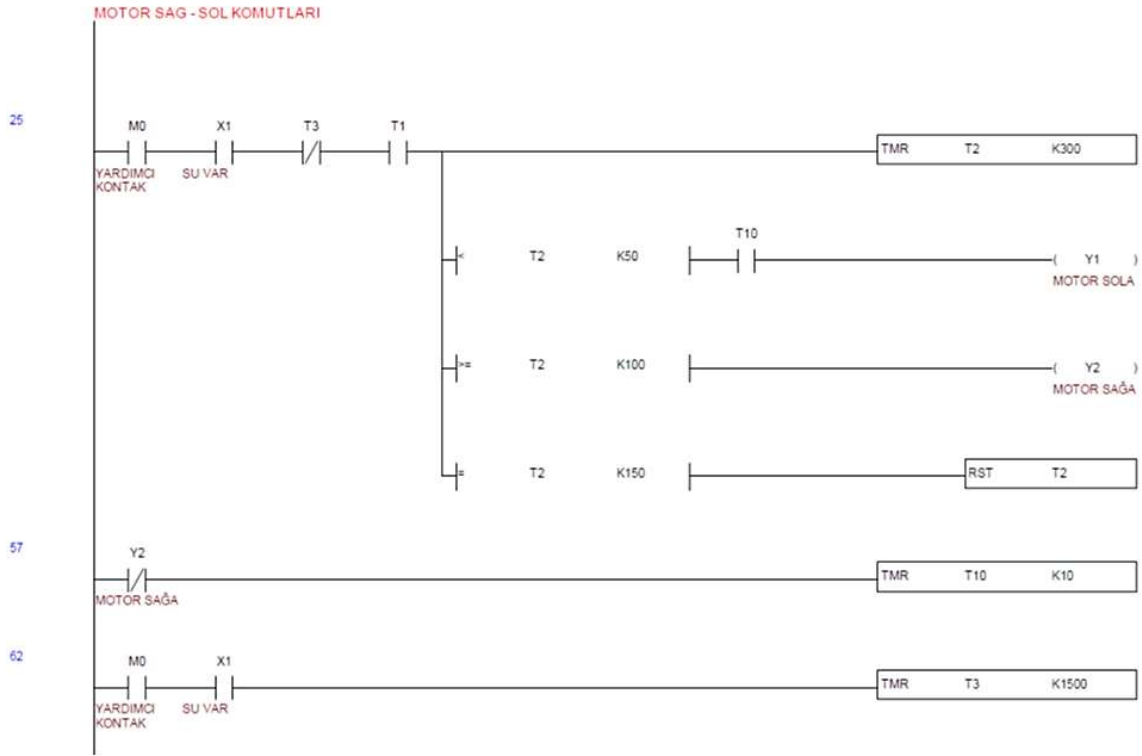 MOTOR SAG - SOL KOMUTLARI
25
M0 X1 T3 T1
TMR T2 K300
YARDIMCI KONTAK
SU VAR
T10
< T2 K50
( Y1 )
MOTOR SOLA
>= T2 K100
( Y2 )
MOTOR SAĞA
= T2 K150
RST T2
57
Y2
TMR T10 K10
MOTOR SAĞA
62
M0 X1
TMR T3 K1500
YARDIMCI KONTAK
SU VAR